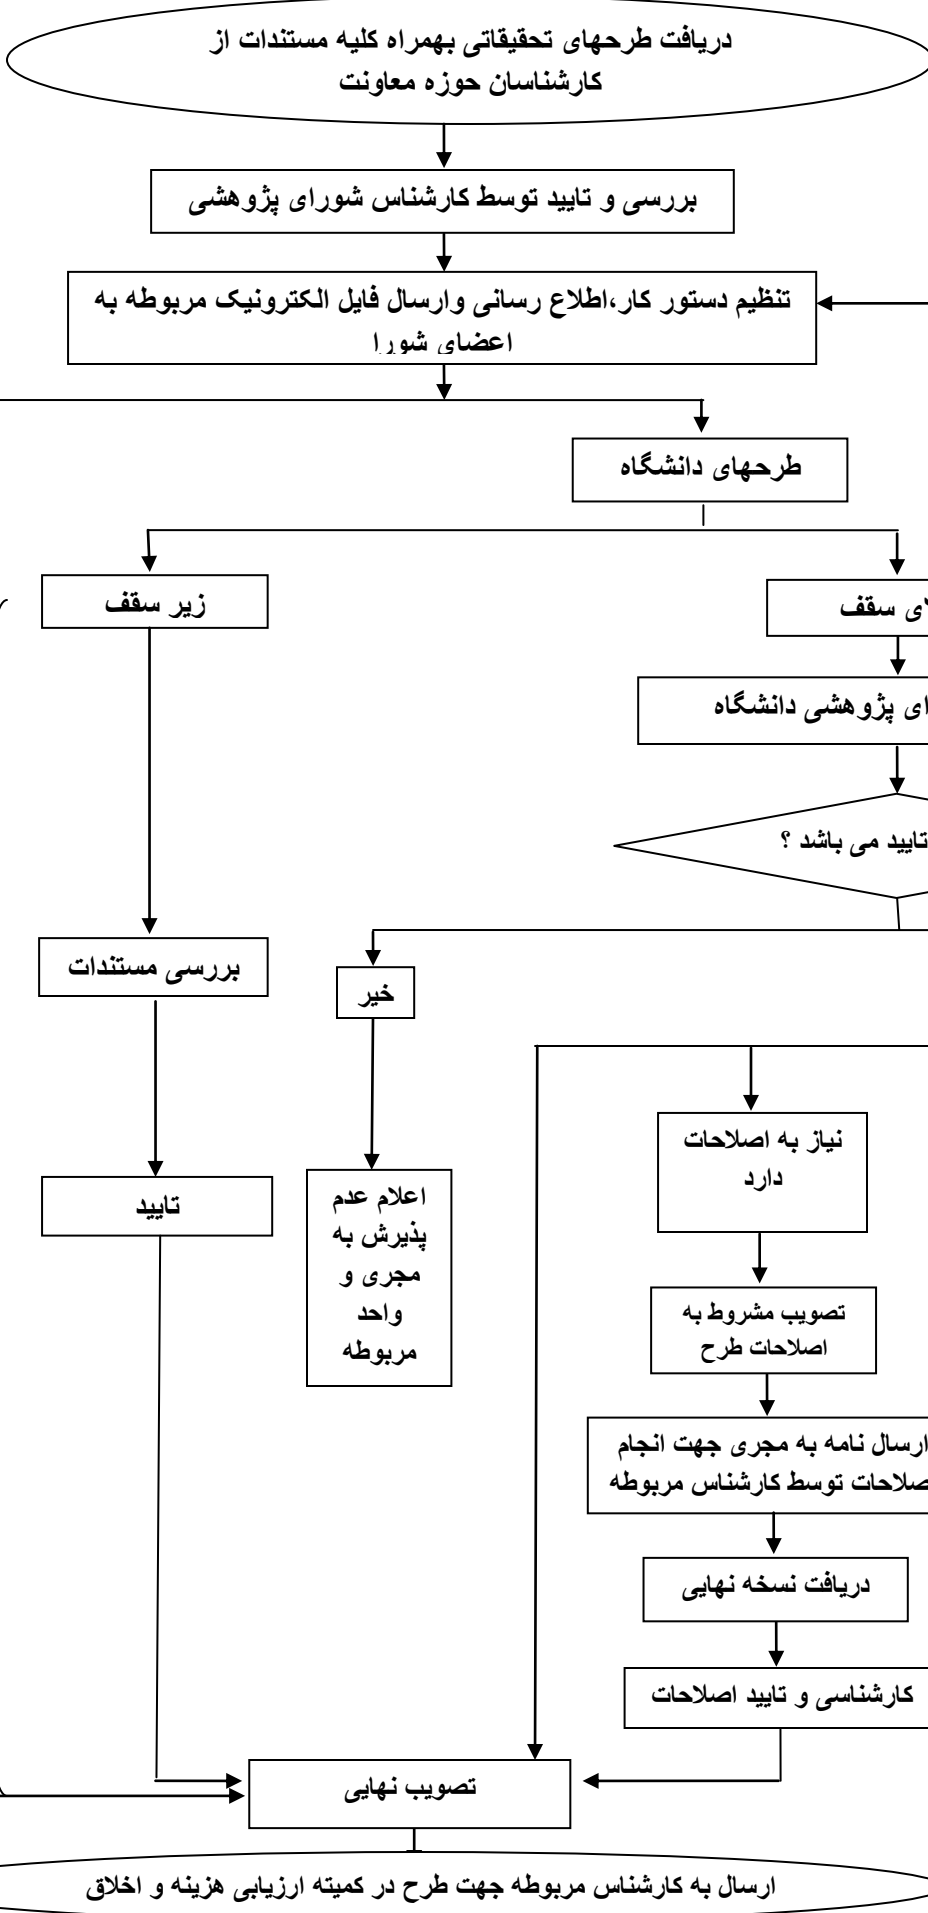 دریافت طرحهای تحقیقاتی بهمراه کلیه مستندات از
کارشناسان حوزه معاونت
بررسی و تایید توسط کارشناس شورای پژوهشی
تنظیم دستور کار،اطلاع رسانی وارسال فایل الکترونیک مربوطه به
اعضای شورا
طرحهای دانشگاه
سقف
زیر سقف
پژوهشی دانشگاه
تایید می باشد ؟
بررسی مستندات
خیر
نیاز به اصلاحات
دارد
تایید
اعلام عدم
پذیرش به
مجری و
واحد
مربوطه
تصویب مشروط به
اصلاحات طرح
ارسال نامه به مجری جهت انجام
توسط کارشناس مربوطه
دریافت نسخه نهایی
کارشناسی و تایید اصلاحات
تصویب نهایی
ارسال به کارشناس مربوطه جهت طرح در کمیته ارزیابی هزینه و اخلاق